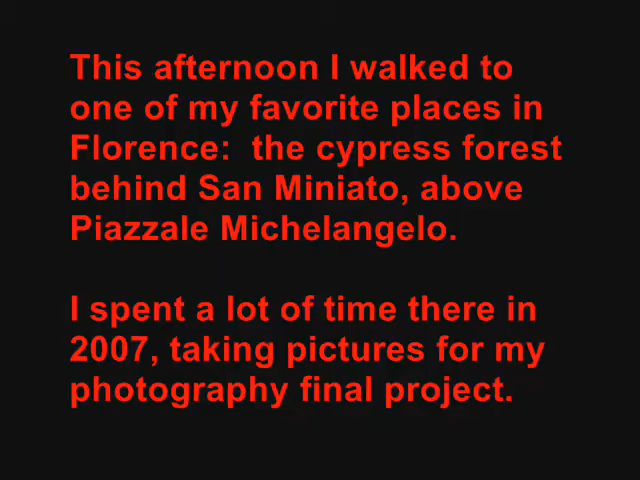 This afternoon I walked to
one of my favorite places in
Florence:  the cypress forest
behind San Miniato, above
Piazzale Michelangelo.
I spent a lot of time there in
2007, taking pictures for my
photography final project.